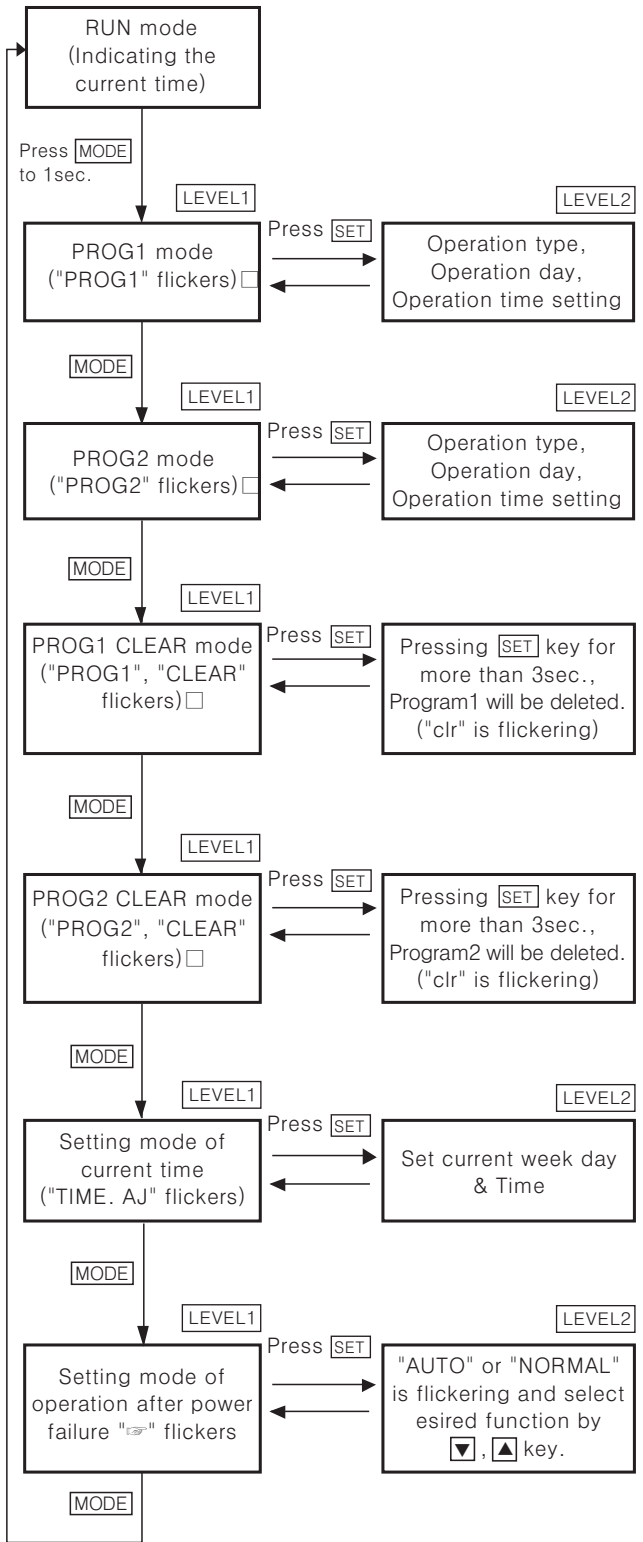 RUN mode
(Indicating the
current time)
Press MODE
to 1sec.
LEVEL1
PROG1 mode
("PROG1" flickers)□
Press SET
LEVEL2
Operation type,
Operation day,
Operation time setting
MODE
LEVEL1
PROG2 mode
("PROG2" flickers)□
Press SET
LEVEL2
Operation type,
Operation day,
Operation time setting
MODE
LEVEL1
PROG1 CLEAR mode
("PROG1", "CLEAR"
flickers)□
Press SET
Pressing SET key for
more than 3sec.,
Program1 will be deleted.
("clr" is flickering)
MODE
LEVEL1
PROG2 CLEAR mode
("PROG2", "CLEAR"
flickers)□
Press SET
Pressing SET key for
more than 3sec.,
Program2 will be deleted.
("clr" is flickering)
MODE
LEVEL1
Setting mode of
current time
("TIME. AJ" flickers)
Press SET
LEVEL2
Set current week day
& Time
MODE
LEVEL1
Setting mode of
operation after power
failure "☞" flickers
Press SET
LEVEL2
"AUTO" or "NORMAL"
is flickering and select
esired function by
▼, ▲ key.
MODE